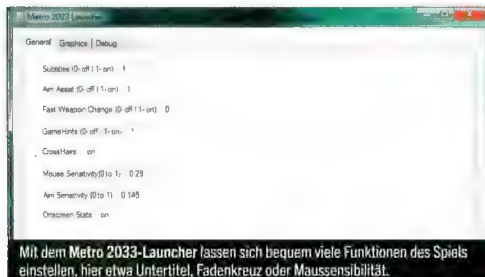 Metro 2033 Launcher
General Graphics | Debug
Subtitles (0- off | 1- on) 1
Aim Assist (0- off | 1- on) 1
Fast Weapon Change (0- off | 1- on) 0
GameHints (0- off 1- on)
CrossHairs on
Mouse Sensitivity(0 to 1) 0.29
Aim Sensitivity (0 to 1) 0.145
Onscreen Stats on
Mit dem Metro 2033-Launcher lassen sich bequem viele Funktionen des Spiels
einstellen, hier etwa Untertitel, Fadenkreuz oder Maussensibilität.